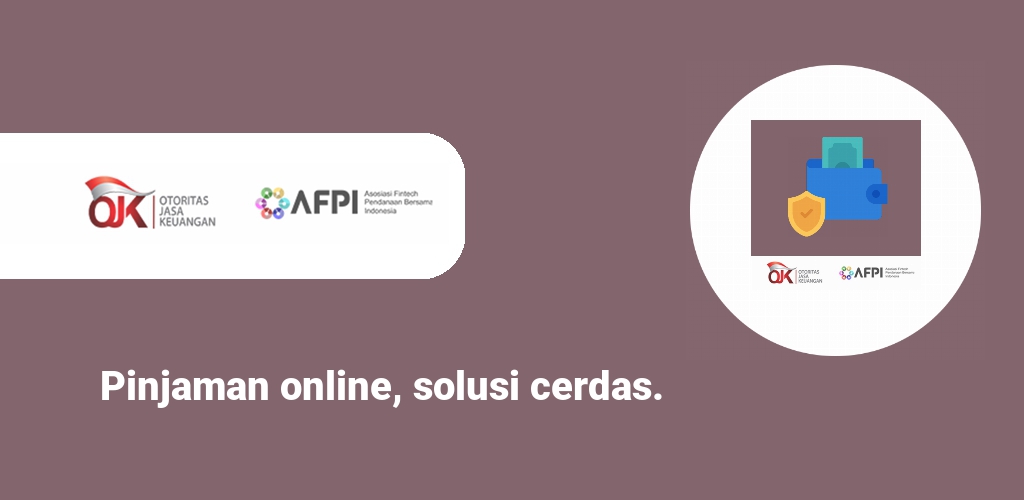 OJK
OTORITAS
JASA
KEUANGAN
AFPI
Asosiasi Fintech
Pendanaan Bersama
Indonesia
OJK
OTORITAS
JASA
KEUANGAN
AFPI
Asosiasi Fintech
Pendanaan Bersama
Indonesia
Pinjaman online, solusi cerdas.